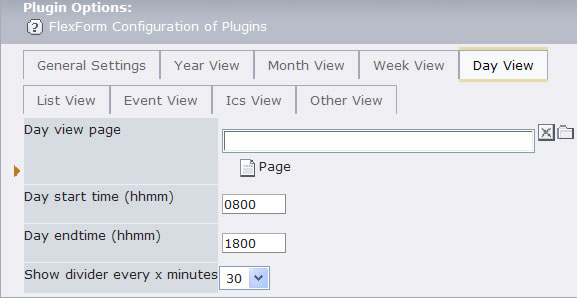 Plugin Options:
? FlexForm Configuration of Plugins
General Settings Year View Month View Week View Day View
List View Event View Ics View Other View
Day view page
Page
Day start time (hhmm) 0800
Day endtime (hhmm) 1800
Show divider every x minutes 30